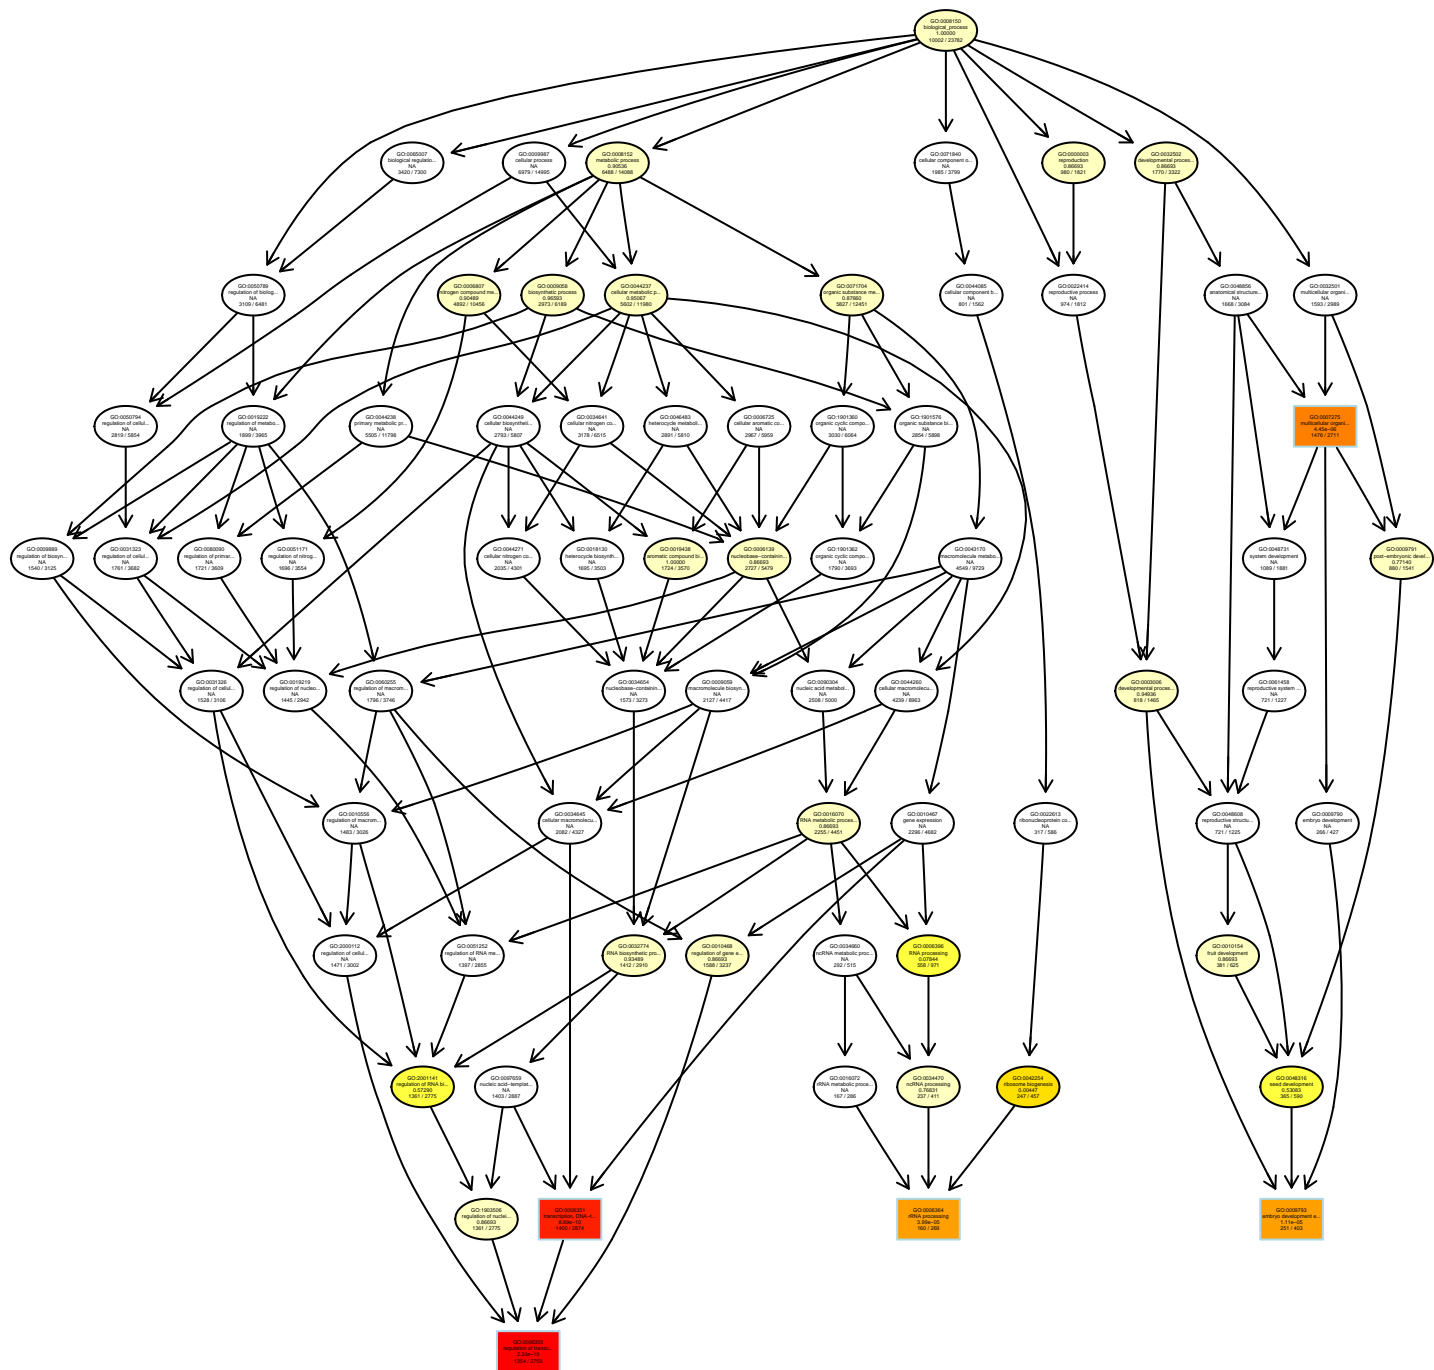 GO:0008150
biological_process
1.00000
10002 / 23782
GO:0065007
biological regulatio...
NA
3420 / 7300
GO:0009987
cellular process
NA
6979 / 14995
GO:0008152
metabolic process
0.90536
6488 / 14088
GO:0071840
cellular component o...
NA
1985 / 3799
GO:0000003
reproduction
0.86693
980 / 1821
GO:0032502
developmental proces...
0.86693
1770 / 3322
GO:0050789
regulation of biolog...
NA
3109 / 6481
GO:0006807
nitrogen compound me...
0.90489
4892 / 10456
GO:0009058
biosynthetic process
0.96593
2973 / 6189
GO:0044237
cellular metabolic p...
0.95067
5602 / 11980
GO:0071704
organic substance me...
0.87660
5827 / 12451
GO:0044085
cellular component b...
NA
801 / 1562
GO:0022414
reproductive process
NA
974 / 1812
GO:0048856
anatomical structure...
NA
1668 / 3084
GO:0032501
multicellular organi...
NA
1593 / 2989
GO:0050794
regulation of cellul...
NA
2819 / 5854
GO:0019222
regulation of metabo...
NA
1899 / 3965
GO:0044238
primary metabolic pr...
NA
5505 / 11798
GO:0044249
cellular biosyntheti...
NA
2793 / 5807
GO:0034641
cellular nitrogen co...
NA
3178 / 6515
GO:0046483
heterocycle metaboli...
NA
2891 / 5810
GO:0006725
cellular aromatic co...
NA
2967 / 5959
GO:1901360
organic cyclic compo...
NA
3030 / 6064
GO:1901576
organic substance bi...
NA
2854 / 5898
GO:0007275
multicellular organi...
4.45e-06
1476 / 2711
GO:0009889
regulation of biosyn...
NA
1540 / 3125
GO:0031323
regulation of cellul...
NA
1761 / 3682
GO:0080090
regulation of primar...
NA
1721 / 3609
GO:0051171
regulation of nitrog...
NA
1696 / 3554
GO:0044271
cellular nitrogen co...
NA
2035 / 4301
GO:0018130
heterocycle biosynth...
NA
1695 / 3503
GO:0019438
aromatic compound bi...
1.00000
1724 / 3570
GO:0006139
nucleobase-containin...
0.86693
2727 / 5479
GO:1901362
organic cyclic compo...
NA
1790 / 3693
GO:0043170
macromolecule metabo...
NA
4549 / 9729
GO:0048731
system development
NA
1089 / 1881
GO:0009791
post-embryonic devel...
0.77140
860 / 1541
GO:0031326
regulation of cellul...
NA
1528 / 3106
GO:0019219
regulation of nucleo...
NA
1445 / 2942
GO:0060255
regulation of macrom...
NA
1796 / 3746
GO:0034654
nucleobase-containin...
NA
1573 / 3273
GO:0009059
macromolecule biosyn...
NA
2127 / 4417
GO:0090304
nucleic acid metabol...
NA
2508 / 5000
GO:0044260
cellular macromolecu...
NA
4239 / 8963
GO:0003006
developmental proces...
0.94936
818 / 1465
GO:0061458
reproductive system ...
NA
721 / 1227
GO:0010556
regulation of macrom...
NA
1483 / 3026
GO:0034645
cellular macromolecu...
NA
2082 / 4327
GO:0016070
RNA metabolic proces...
0.86693
2255 / 4451
GO:0010467
gene expression
NA
2296 / 4682
GO:0022613
ribonucleoprotein co...
NA
317 / 586
GO:0048608
reproductive structu...
NA
721 / 1225
GO:0009790
embryo development
NA
266 / 427
GO:2000112
regulation of cellul...
NA
1471 / 3002
GO:0051252
regulation of RNA me...
NA
1397 / 2855
GO:0032774
RNA biosynthetic pro...
0.93489
1412 / 2910
GO:0010468
regulation of gene e...
0.86693
1588 / 3237
GO:0034660
ncRNA metabolic proc...
NA
292 / 515
GO:0006396
RNA processing
0.07844
558 / 971
GO:0010154
fruit development
0.86693
381 / 625
GO:2001141
regulation of RNA bi...
0.57290
1361 / 2775
GO:0097659
nucleic acid-templat...
NA
1403 / 2887
GO:0016072
rRNA metabolic proce...
NA
167 / 286
GO:0034470
ncRNA processing
0.76831
237 / 411
GO:0042254
ribosome biogenesis
0.00447
247 / 457
GO:0048316
seed development
0.53083
365 / 590
GO:1903506
regulation of nuclei...
0.86693
1361 / 2775
GO:0006351
transcription, DNA-t...
1400 / 2874
GO:0006364
rRNA processing
3.99e-05
160 / 268
GO:0009793
embryo development e...
1.11e-05
251 / 403
regulation of transc...